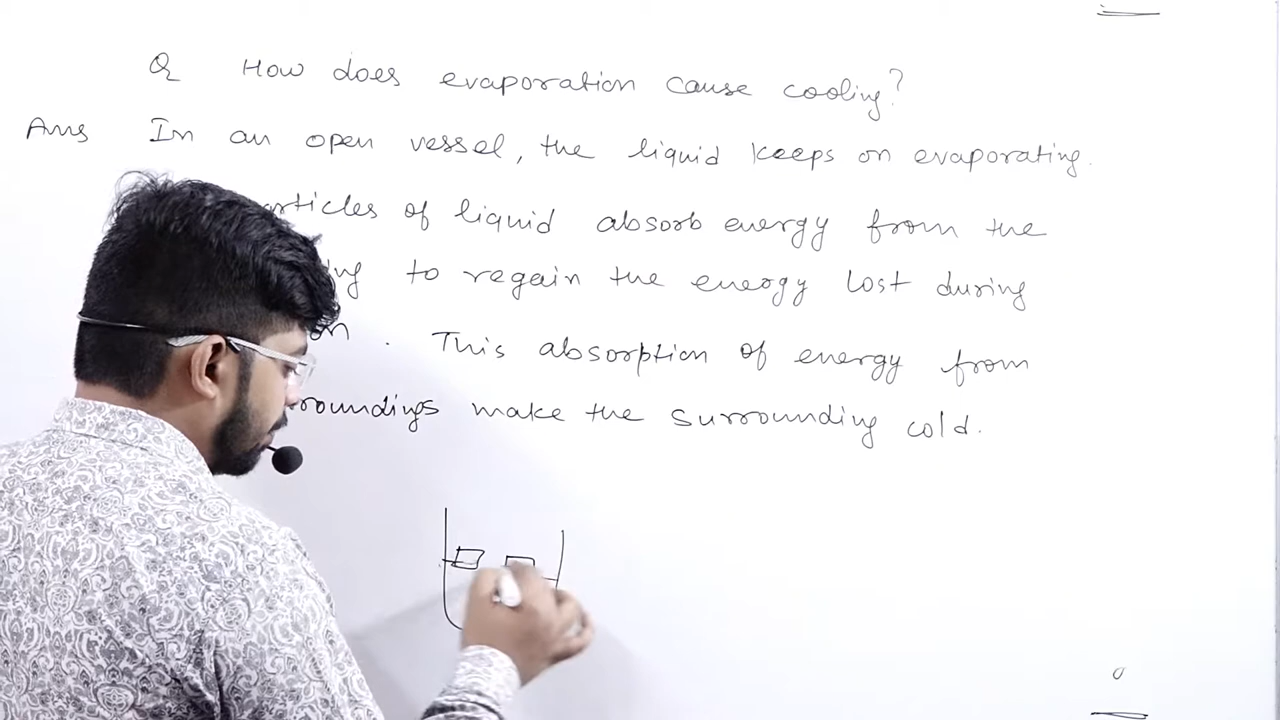 Q How does evaporation cause cooling?
Ans In an open vessel, the liquid keeps on evaporating.
of liquid absorb energy from the
to regain the energy lost during
. This absorption of energy from
make the surrounding cold.